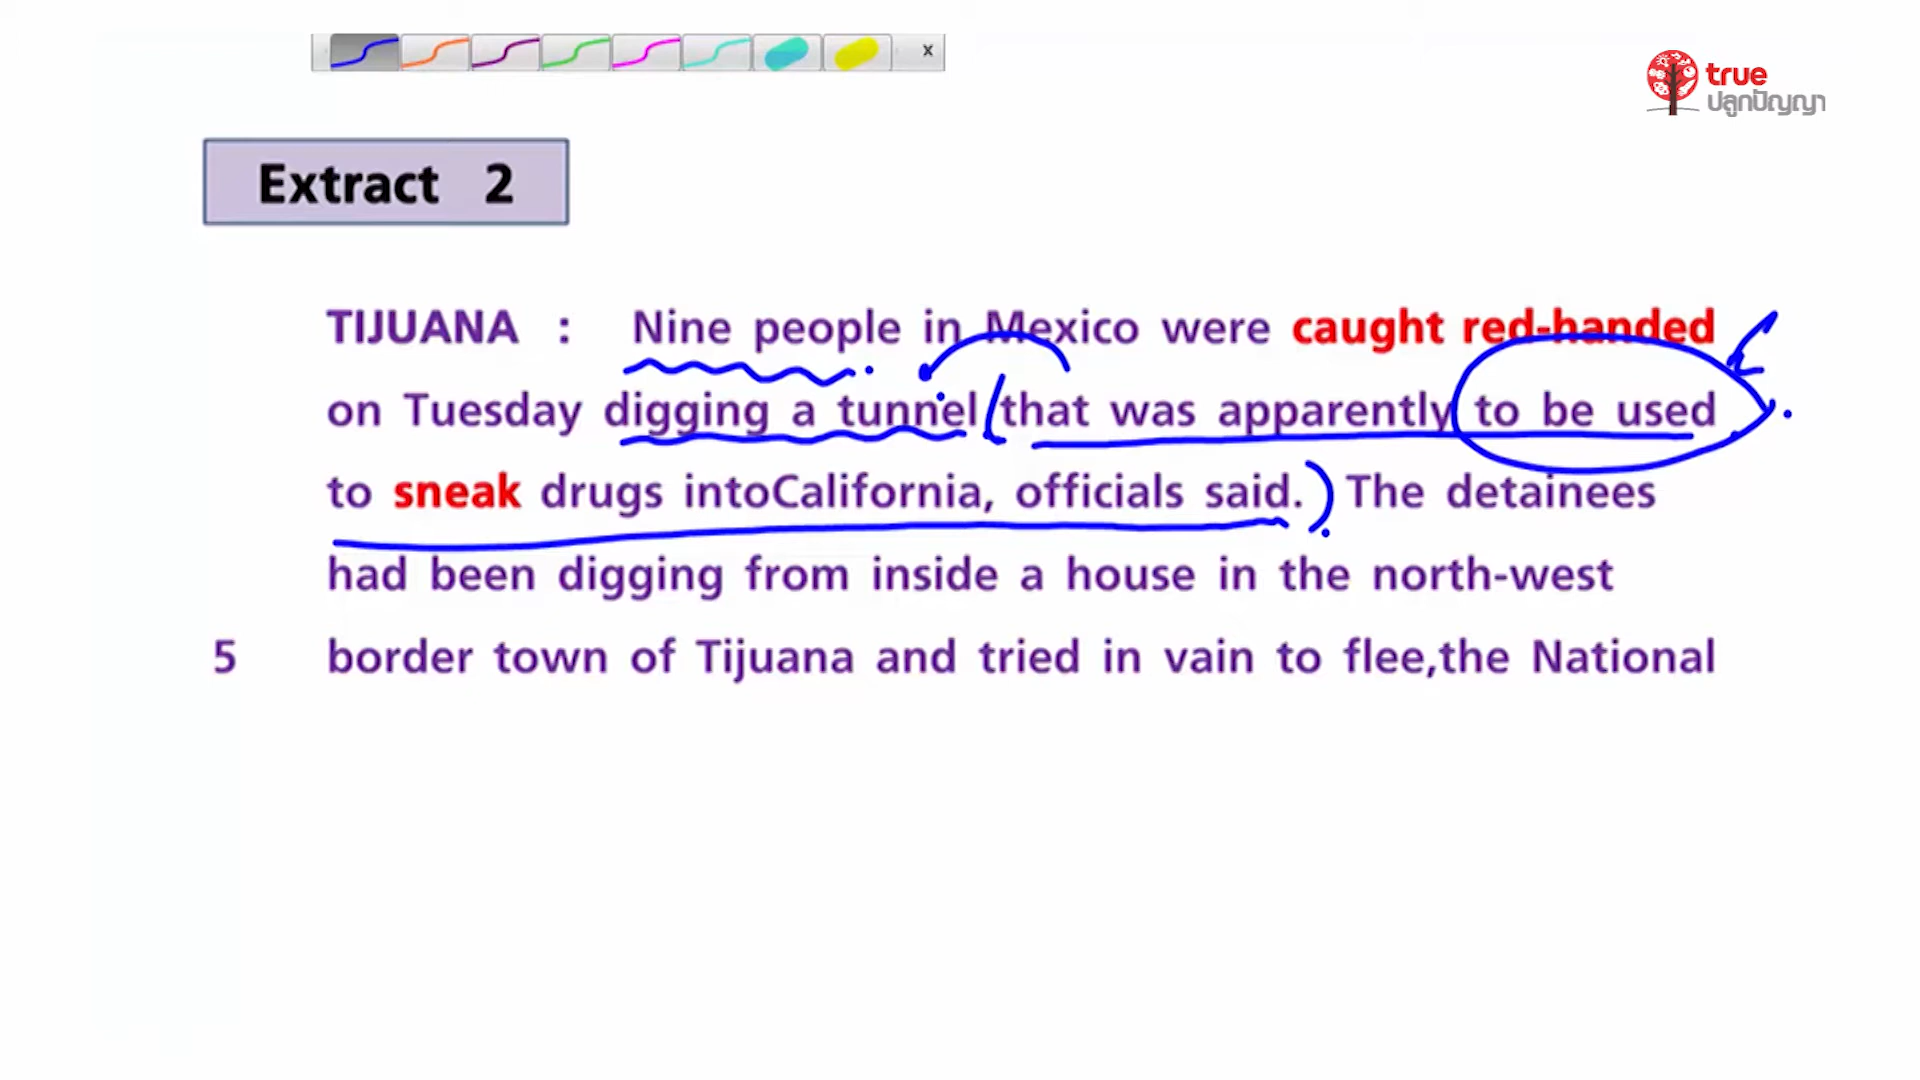 x
true
ปลูกปัญญา
Extract 2
TIJUANA : Nine people in Mexico were caught red-handed
on Tuesday digging a tunnel that was apparently to be used
to sneak drugs intoCalifornia, officials said. The detainees
had been digging from inside a house in the north-west
5 border town of Tijuana and tried in vain to flee,the National